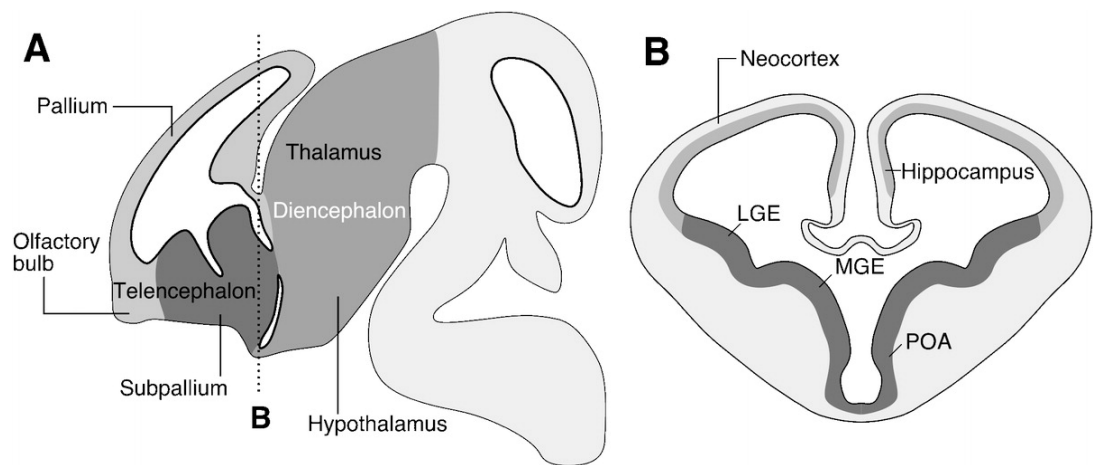 A
Pallium
Thalamus
Diencephalon
Olfactory
bulb
Telencephalon
Subpallium
B
Hypothalamus
B
Neocortex
Hippocampus
LGE
MGE
POA